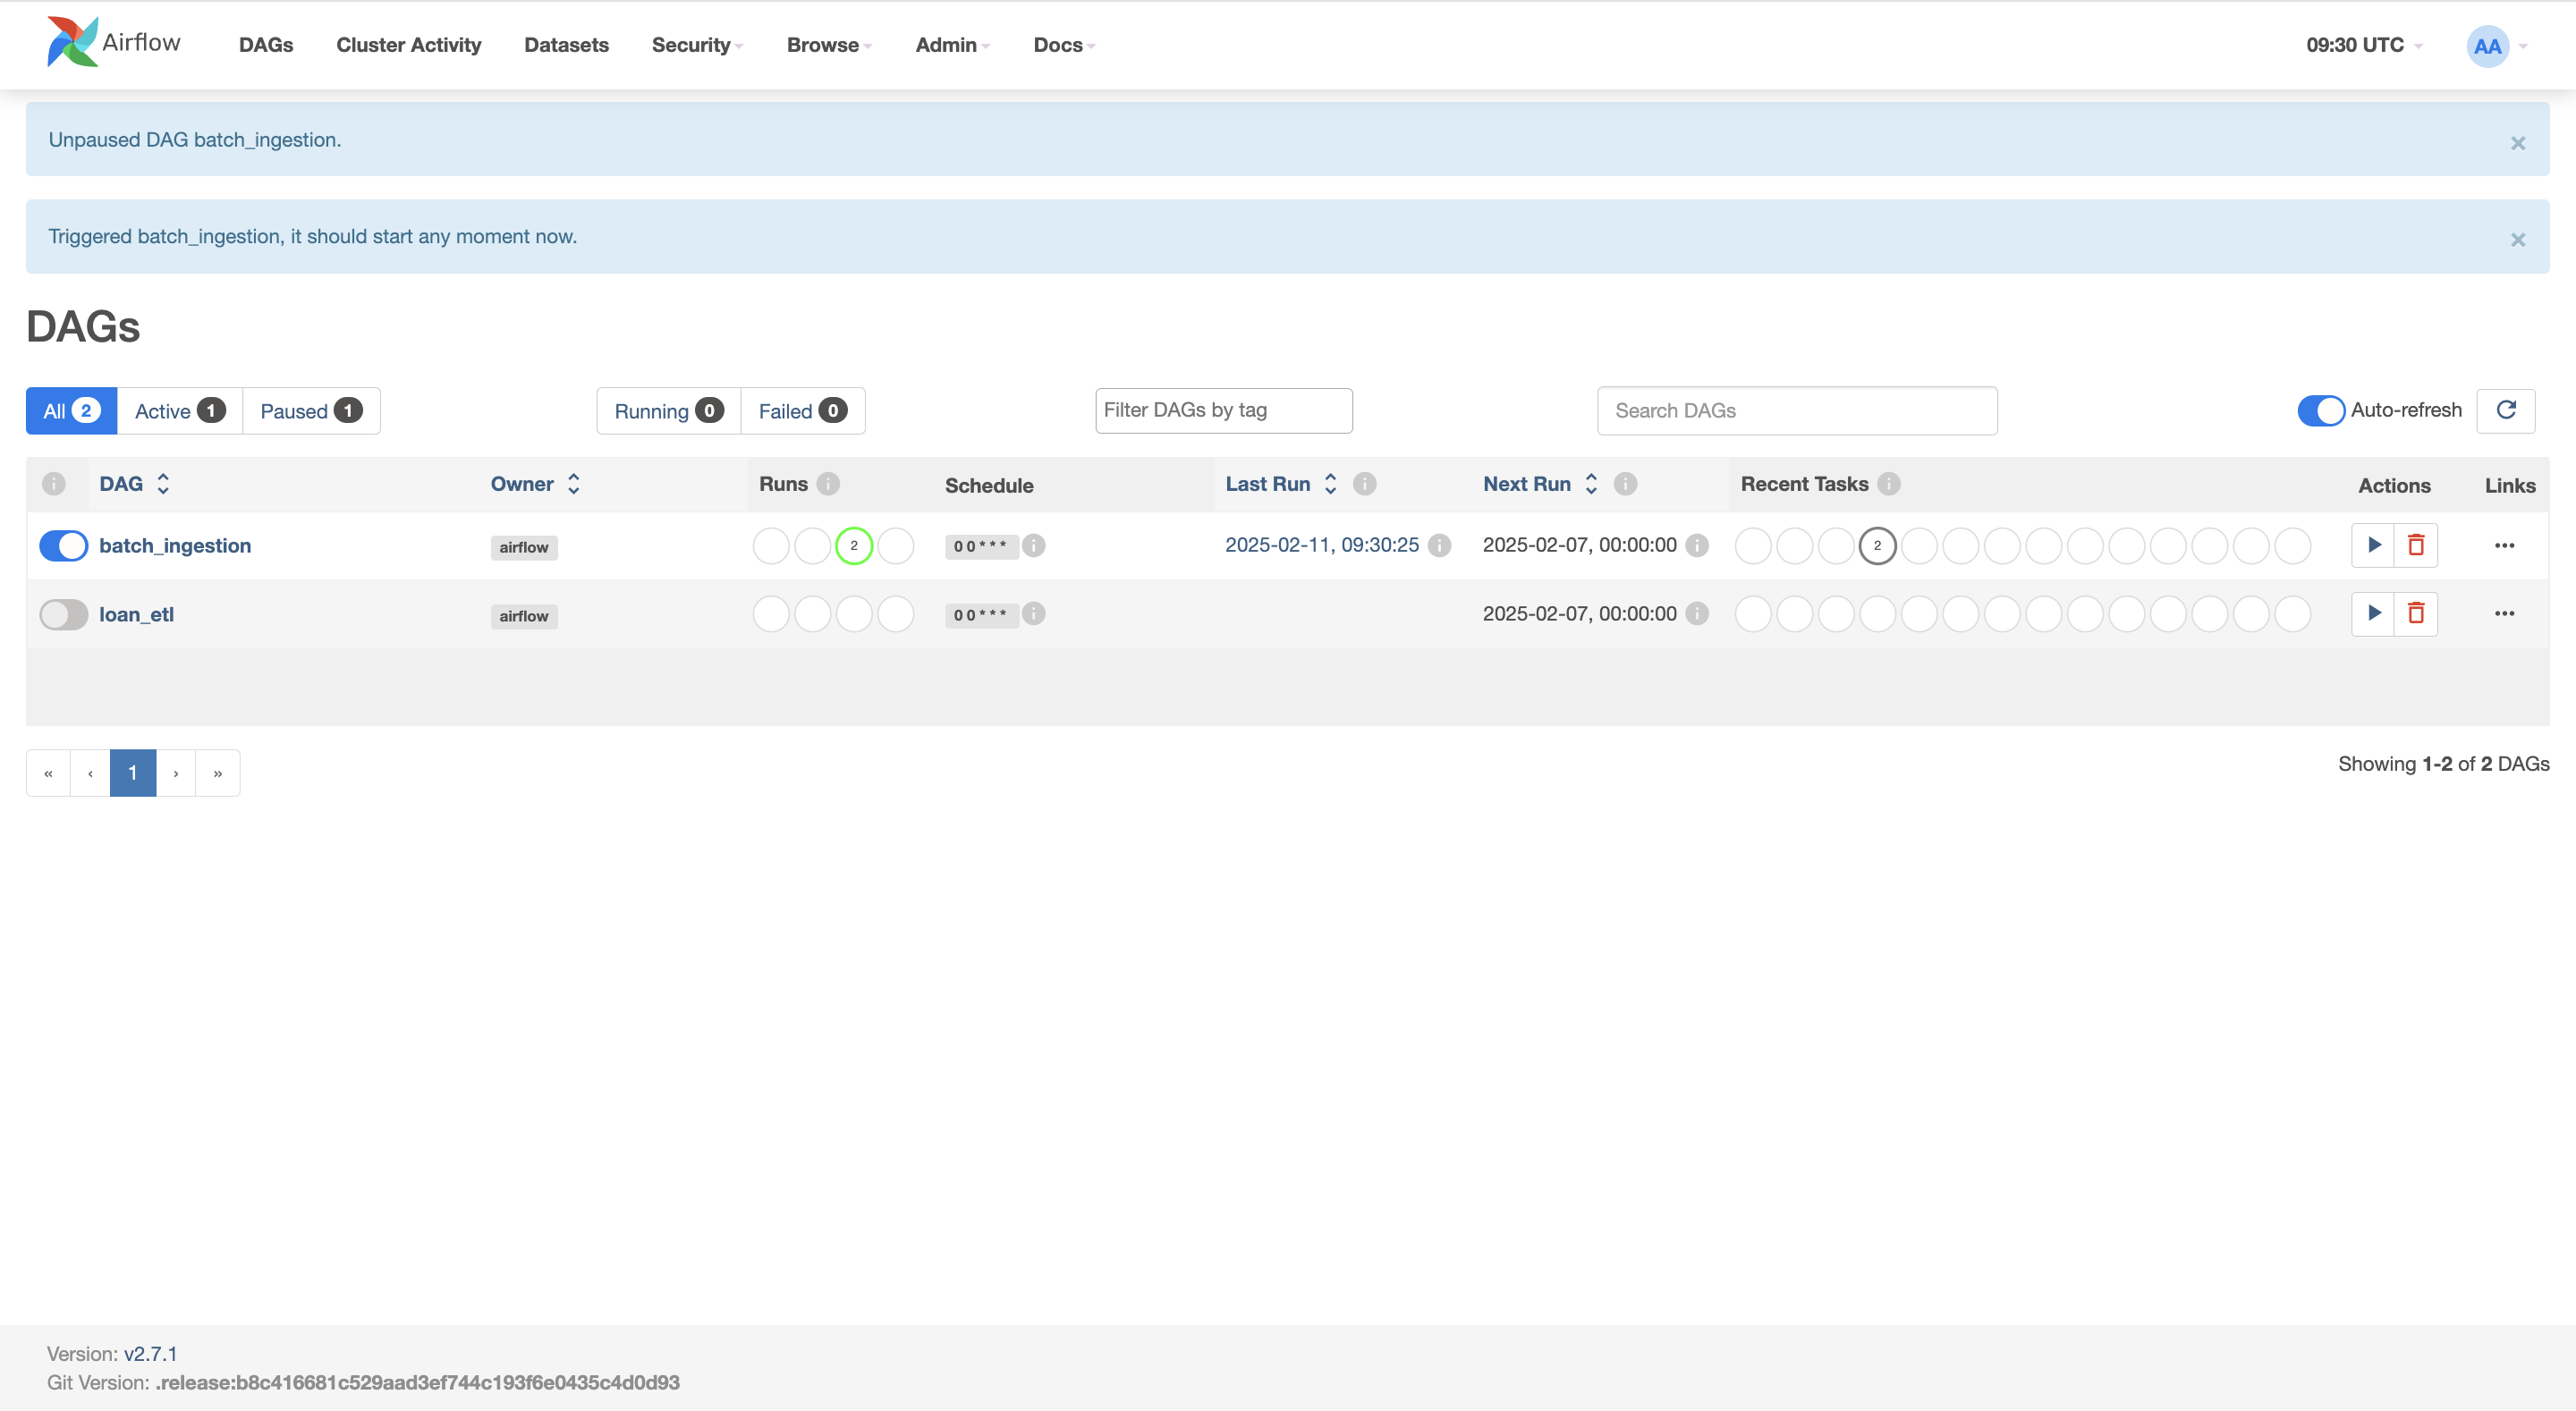 Airflow DAGs Cluster Activity Datasets Security Browse Admin Docs 09:30 UTC AA
Unpaused DAG batch_ingestion. ×
Triggered batch_ingestion, it should start any moment now. ×
DAGs
All 2 Active 1 Paused 1 Running 0 Failed 0 Filter DAGs by tag Search DAGs Auto-refresh
i DAG Owner Runs i Schedule Last Run i Next Run i Recent Tasks i Actions Links
batch_ingestion airflow 2 0 0 * * * i 2025-02-11, 09:30:25 i 2025-02-07, 00:00:00 i 2
loan_etl airflow 0 0 * * * i 2025-02-07, 00:00:00 i
« ‹ 1 › » Showing 1-2 of 2 DAGs
Version: v2.7.1
Git Version: .release:b8c416681c529aad3ef744c193f6e0435c4d0d93